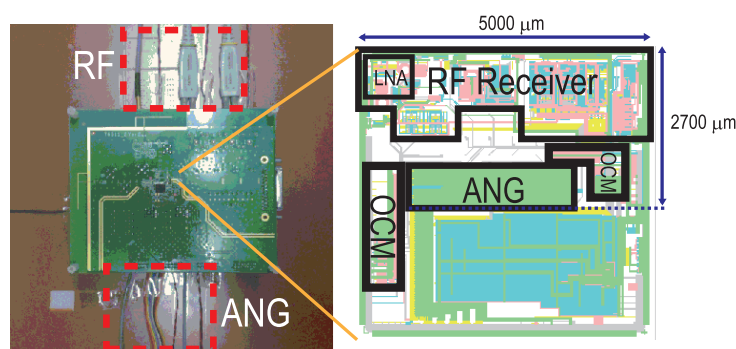 RF
ANG
5000 µm
2700 µm
LNA
RF Receiver
OCM
ANG
OCM